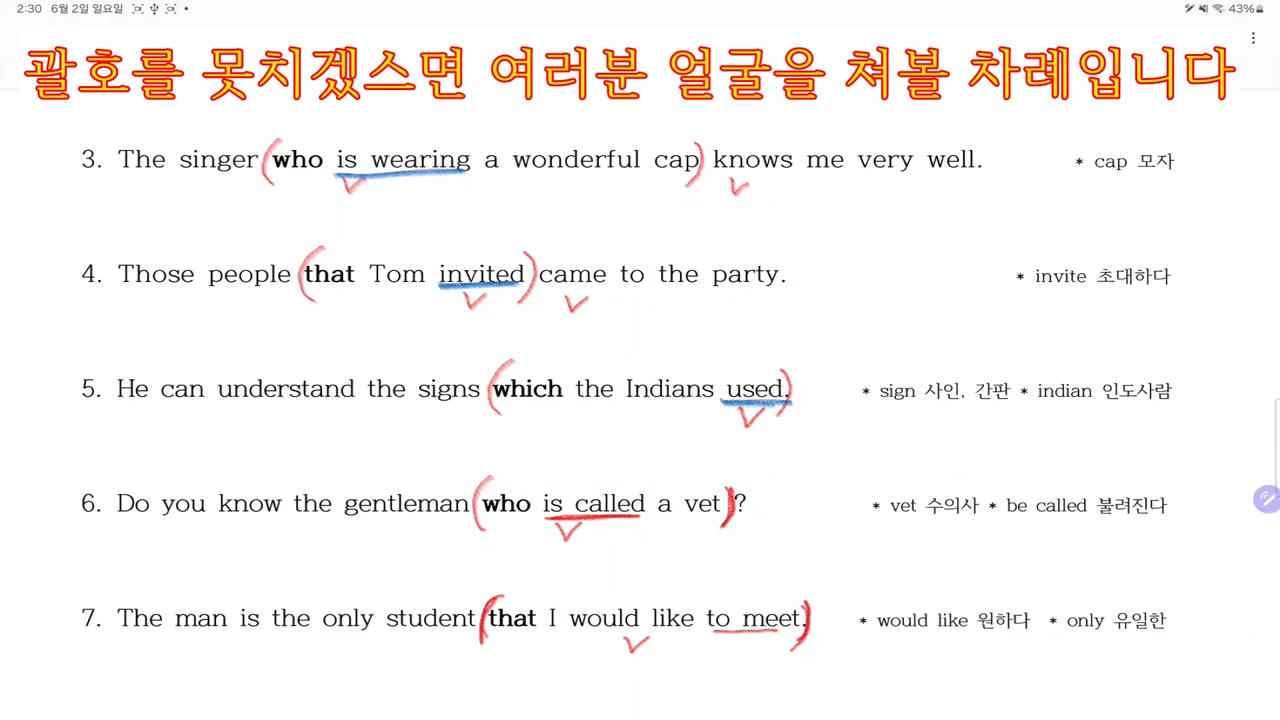 2:30 6월 2일 일요일 43%
괄호를 못치겠스면 여러분 얼굴을 쳐볼 차례입니다
3. The singer (who is wearing a wonderful cap) knows me very well. * cap 모자
4. Those people (that Tom invited) came to the party. * invite 초대하다
5. He can understand the signs (which the Indians used.) * sign 사인, 간판 * indian 인도사람
6. Do you know the gentleman (who is called a vet)? * vet 수의사 * be called 불려진다
7. The man is the only student (that I would like to meet.) * would like 원하다 * only 유일한